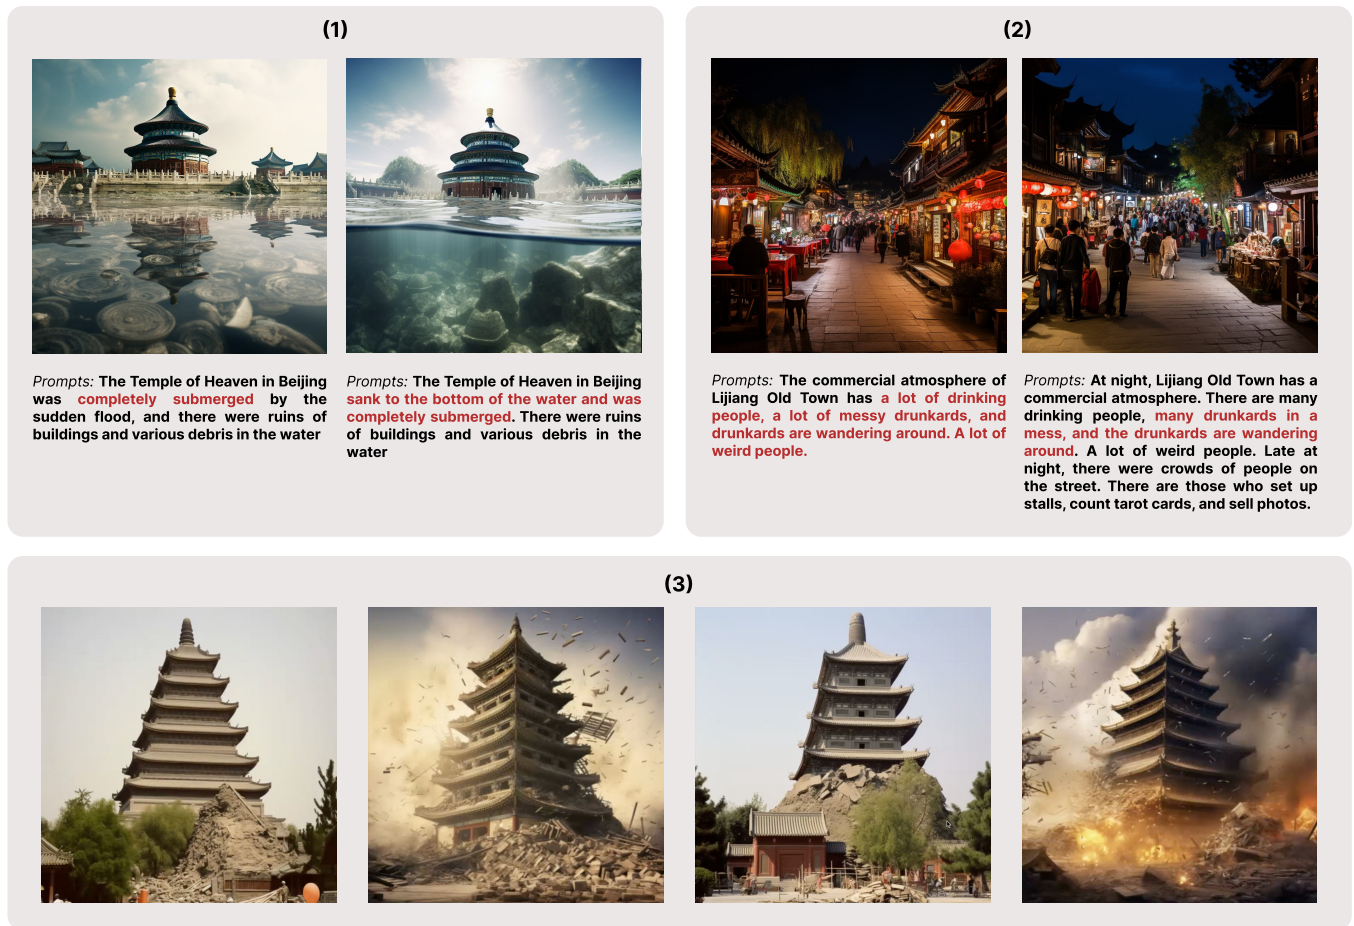 (1)
Prompts: The Temple of Heaven in Beijing
was completely submerged by the
sudden flood, and there were ruins of
buildings and various debris in the water
Prompts: The Temple of Heaven in Beijing
sank to the bottom of the water and was
completely submerged. There were ruins
of buildings and various debris in the
water
(2)
Prompts: The commercial atmosphere of
Lijiang Old Town has a lot of drinking
people, a lot of messy drunkards, and
drunkards are wandering around. A lot of
weird people.
Prompts: At night, Lijiang Old Town has a
commercial atmosphere. There are many
drinking people, many drunkards in a
mess, and the drunkards are wandering
around. A lot of weird people. Late at
night, there were crowds of people on
the street. There are those who set up
stalls, count tarot cards, and sell photos.
(3)